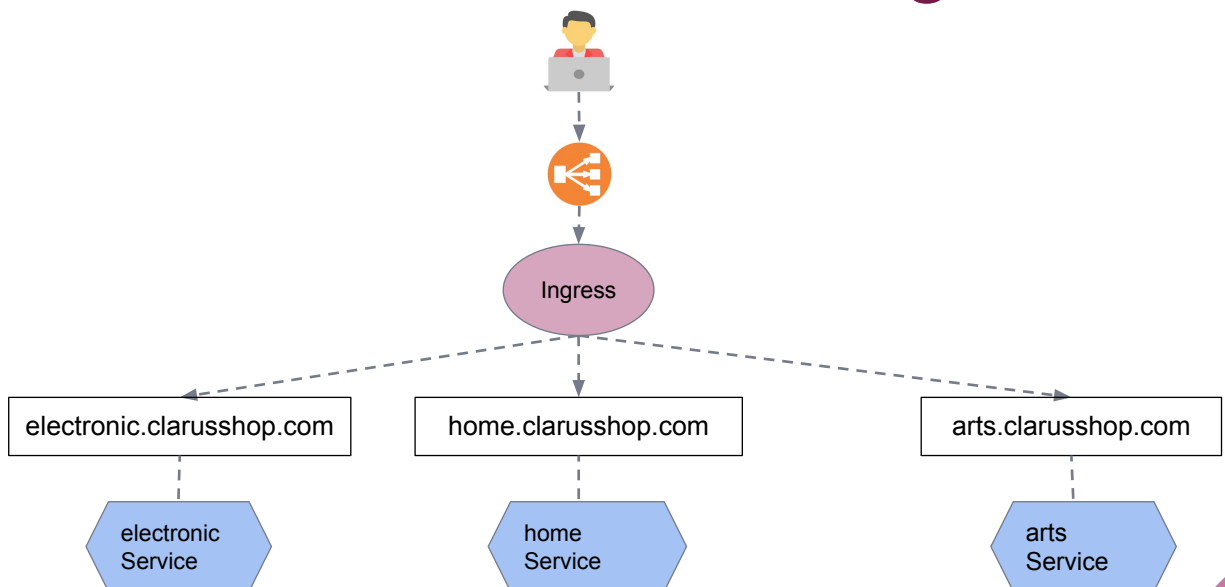 Ingress
electronic.clarusshop.com
home.clarusshop.com
arts.clarusshop.com
electronic
Service
home
Service
arts
Service